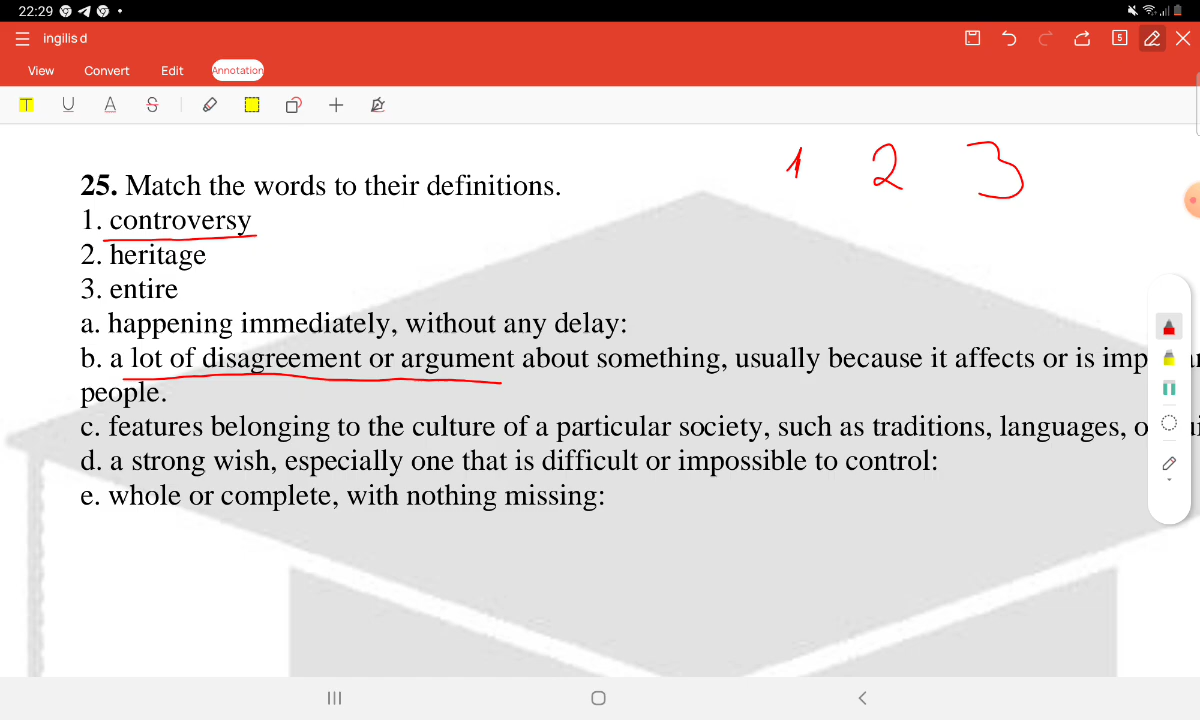 22:29
ingilis d
5
View Convert Edit Annotation
T U A S
1 2 3
25. Match the words to their definitions.
1. controversy
2. heritage
3. entire
a. happening immediately, without any delay:
b. a lot of disagreement or argument about something, usually because it affects or is
people.
c. features belonging to the culture of a particular society, such as traditions, languages,
d. a strong wish, especially one that is difficult or impossible to control:
e. whole or complete, with nothing missing: